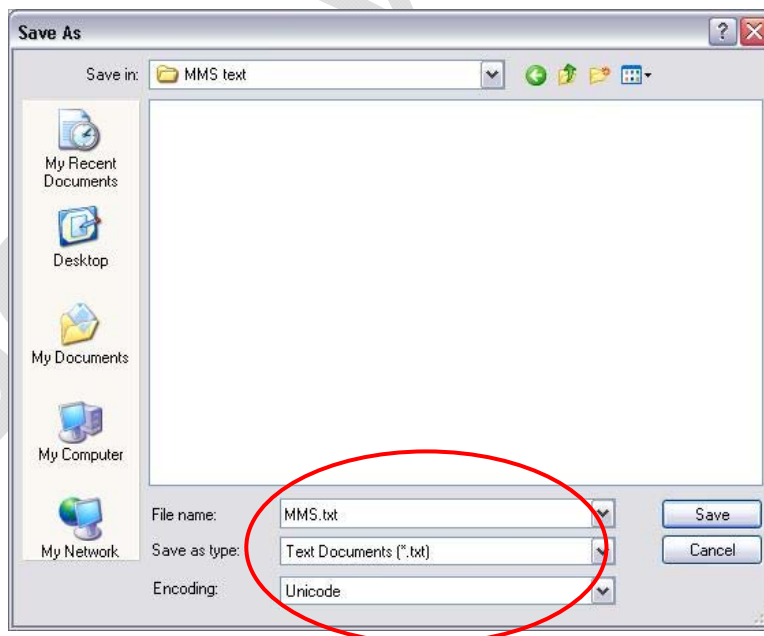 Save As
Save in: MMS text
My Recent
Documents
Desktop
My Documents
My Computer
My Network
File name: MMS.txt Save
Save as type: Text Documents (*.txt) Cancel
Encoding: Unicode